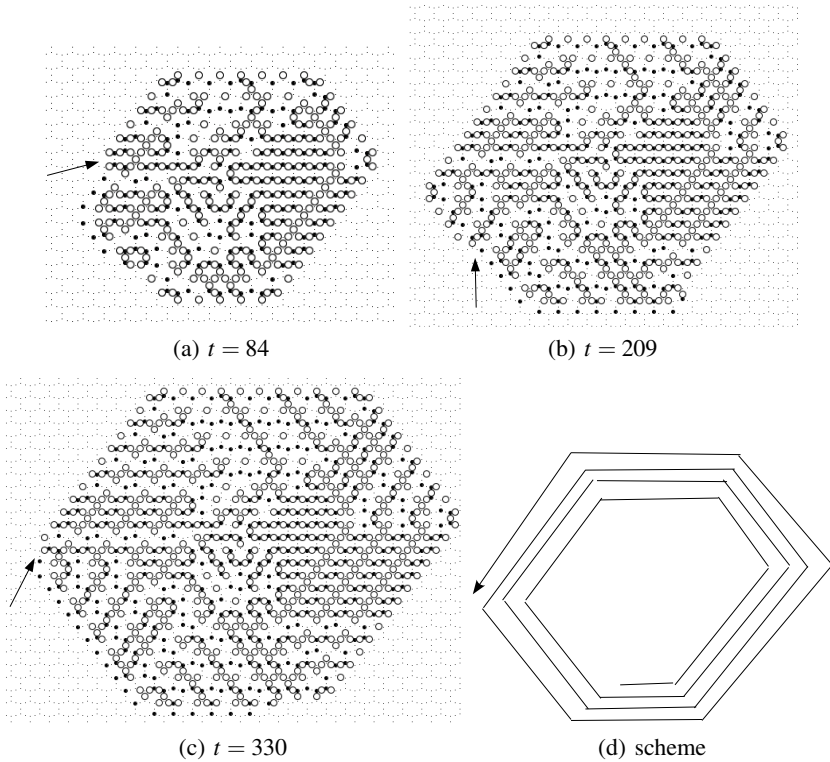 (a) t = 84
(b) t = 209
(c) t = 330
(d) scheme